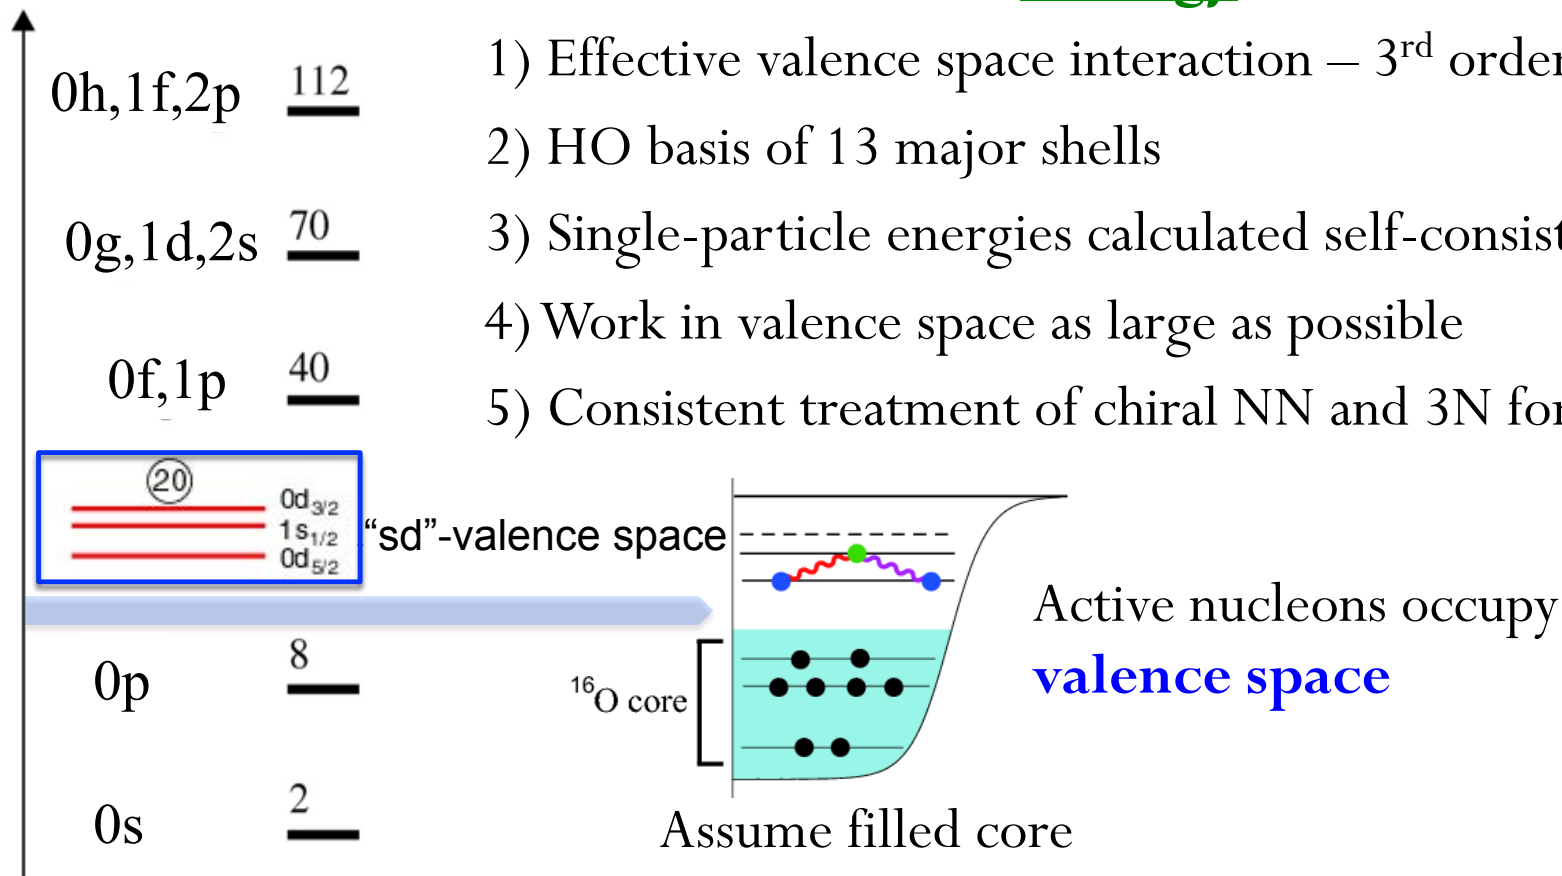 0h,1f,2p 112
0g,1d,2s 70
0f,1p 40
20
0d3/2
1s1/2
0d5/2
"sd"-valence space
0p 8
0s 2
1) Effective valence space interaction – 3rd order
2) HO basis of 13 major shells
3) Single-particle energies calculated self-consist
4) Work in valence space as large as possible
5) Consistent treatment of chiral NN and 3N for
16O core
Assume filled core
Active nucleons occupy
valence space